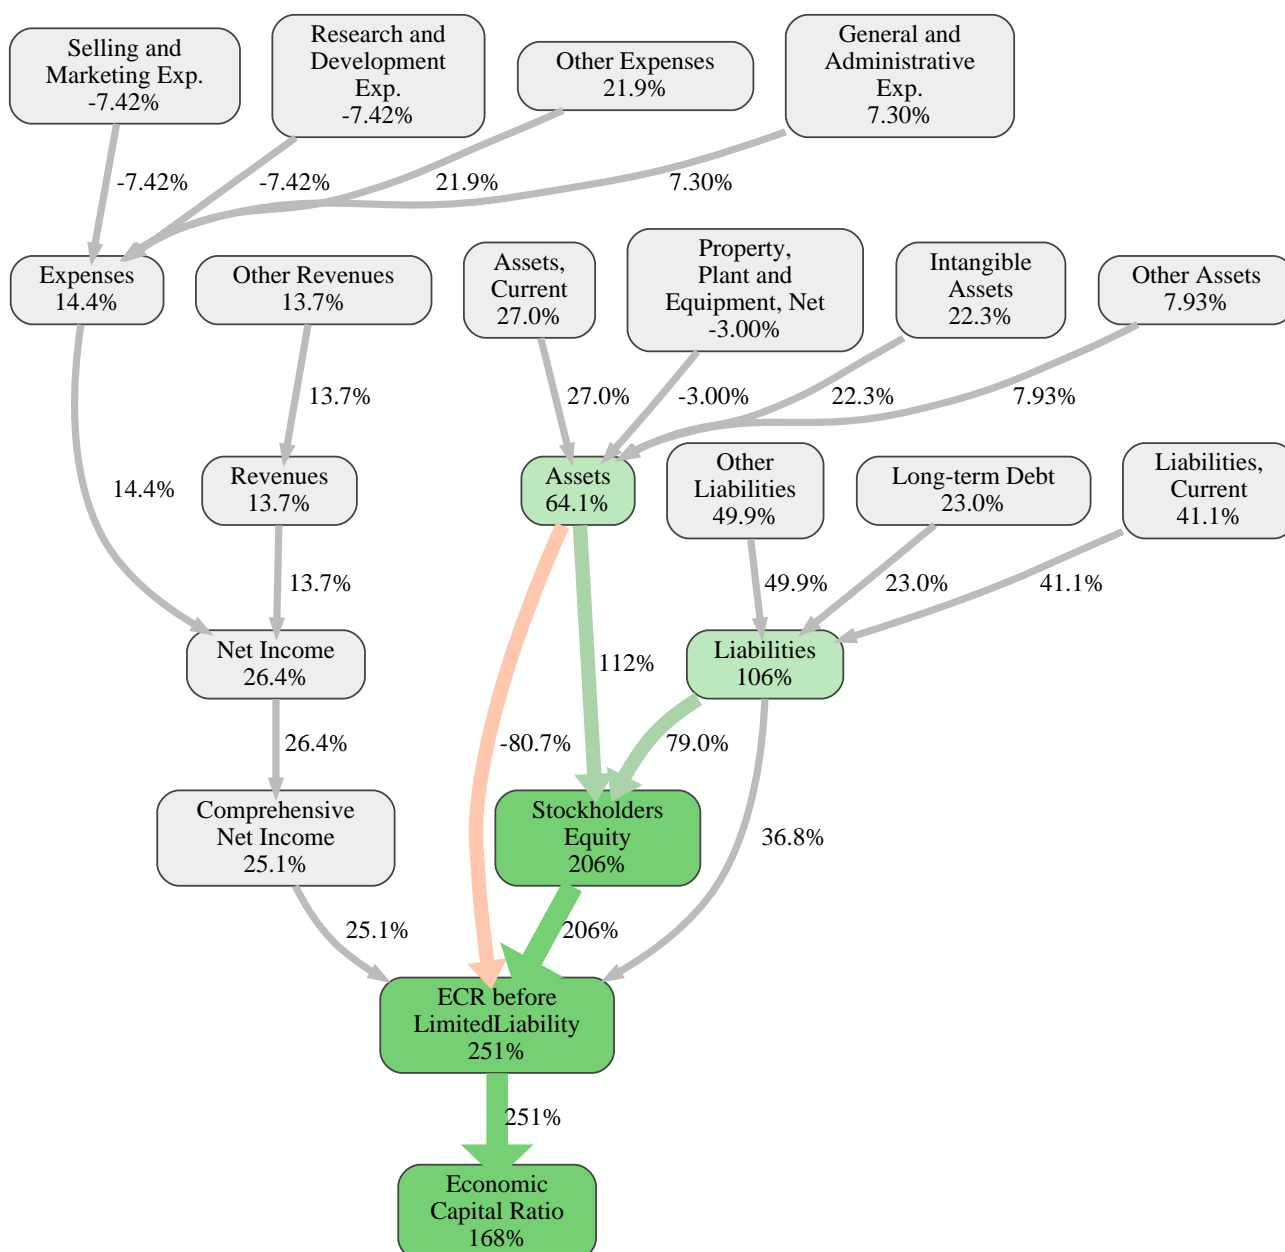 Selling and
Marketing Exp.
-7.42%
Research and
Development
Exp.
-7.42%
Other Expenses
21.9%
General and
Administrative
Exp.
7.30%
-7.42%
-7.42%
21.9%
7.30%
Expenses
14.4%
Other Revenues
13.7%
Assets,
Current
27.0%
Property,
Plant and
Equipment, Net
-3.00%
Intangible
Assets
22.3%
Other Assets
7.93%
13.7%
27.0%
-3.00%
22.3%
7.93%
14.4%
Revenues
13.7%
Assets
64.1%
Other
Liabilities
49.9%
Long-term Debt
23.0%
Liabilities,
Current
41.1%
13.7%
49.9%
23.0%
41.1%
Net Income
26.4%
112%
Liabilities
106%
26.4%
-80.7%
79.0%
Comprehensive
Net Income
25.1%
Stockholders
Equity
206%
36.8%
25.1%
206%
ECR before
LimitedLiability
251%
251%
Economic
Capital Ratio
168%